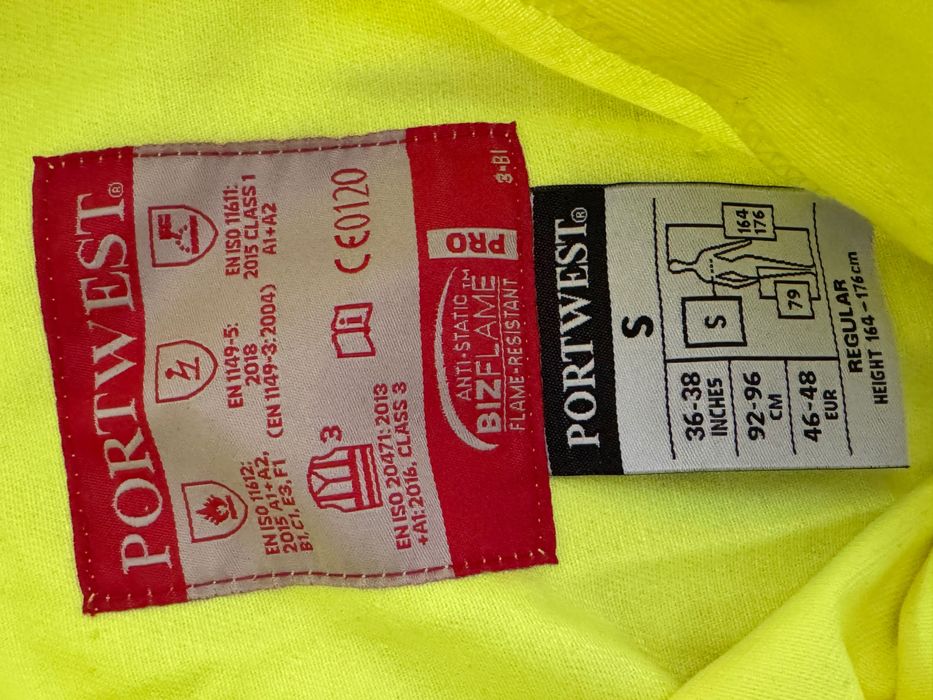 PORTWEST®
EN ISO 11612:
2015 A1+A2,
B1, C1, E3, F1
EN 1149-5:
2018
(EN 1149-3:2004)
EN ISO 11611:
2015 CLASS 1
A1+A2
3
EN ISO 20471:2013
+A1:2016, CLASS 3
i
CE0120
ANTI-STATIC™
BIZFLAME PRO
FLAME-RESISTANT
3-B1
PORTWEST®
S
36-38
INCHES
92-96
CM
46-48
EUR
S
79
164
176
REGULAR
HEIGHT 164-176cm